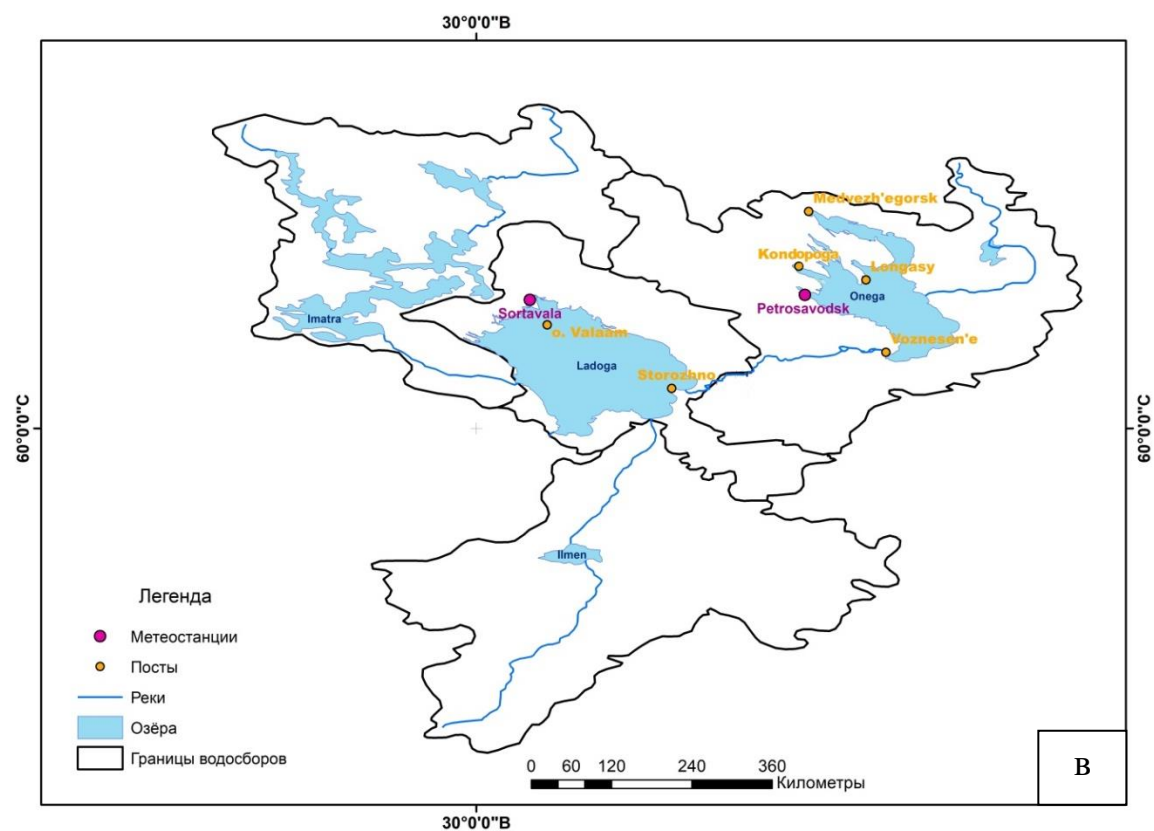 30°0'0"В
Medvezh'egorsk
Kondopoga
Longasy
Onega
Petrosavodsk
Sortavala
Imatra
o. Valaam
Voznesen'e
Ladoga
Storozhno
60°0'0"С
60°0'0"С
Ilmen
Легенда
Метеостанции
Посты
Реки
Озёра
Границы водосборов
0 60 120 240 360
Километры
В
30°0'0"В